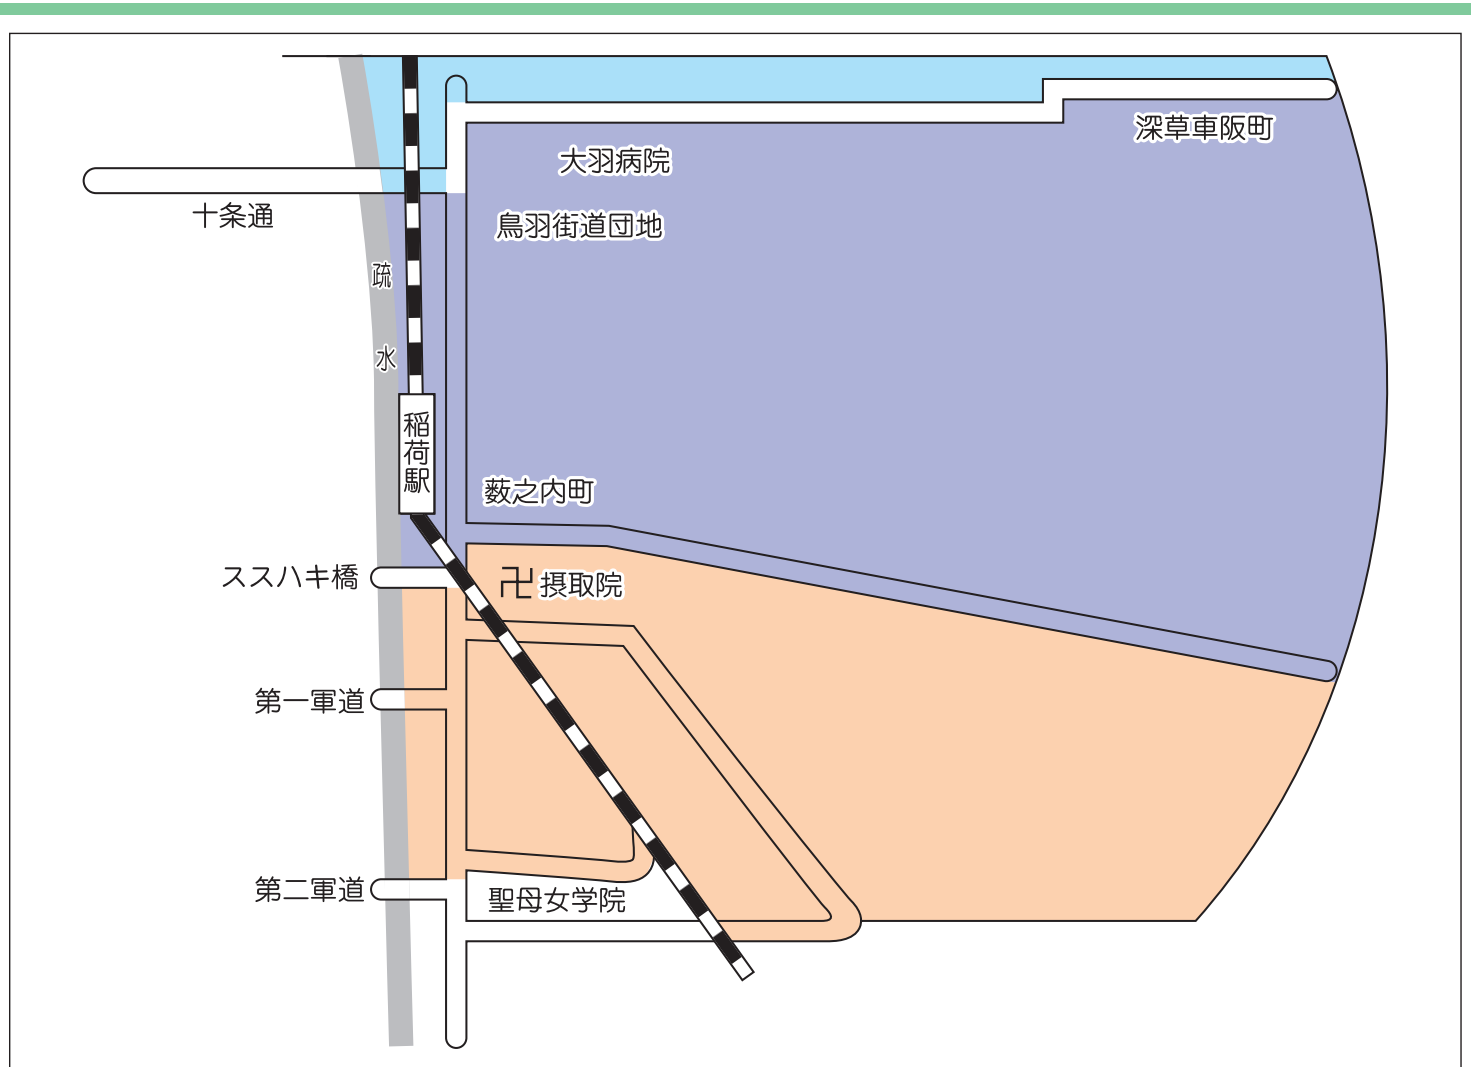 深草車阪町
大羽病院
十条通
鳥羽街道団地
疏水
稲荷駅
薮之内町
ススハキ橋
卍摂取院
第一軍道
第二軍道
聖母女学院